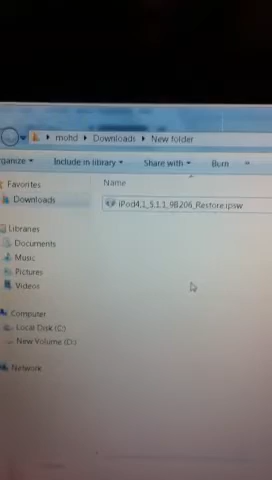 mohd ▸ Downloads ▸ New folder
Include in library Share with Burn »
Favorites
Name
Downloads
iPod4,1_5.1.1_9B206_Restore.ipsw
Libraries
Documents
Music
Pictures
Videos
Computer
Local Disk (C:)
New Volume (D:)
Network